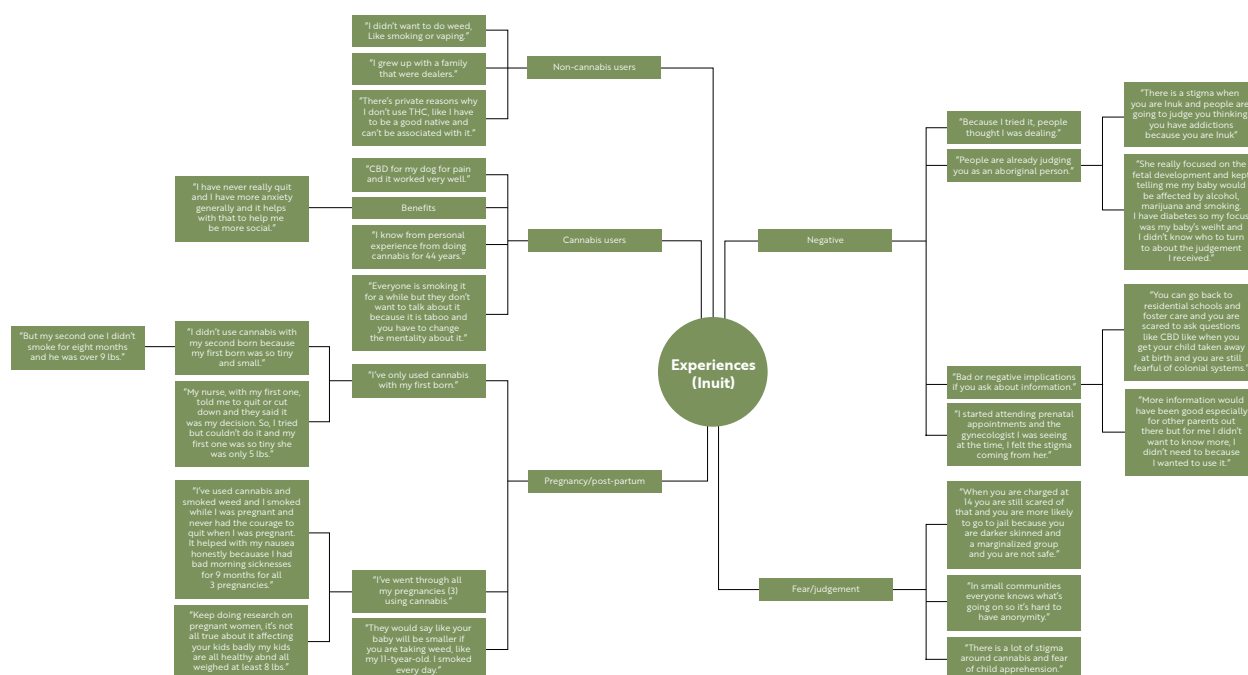 “I didn’t want to do weed,
Like smoking or vaping.”
“I grew up with a family
that were dealers.”
“There’s private reasons why
I don’t use THC, like I have
to be a good native and
can’t be associated with it.”
Non-cannabis users
“CBD for my dog for pain
and it worked very well.”
Benefits
“I have never really quit
and I have more anxiety
generally and it helps
with that to help me
be more social.”
“I know from personal
experience from doing
cannabis for 44 years.”
“Everyone is smoking it
for a while but they don’t
want to talk about it
because it is taboo and
you have to change
the mentality about it.”
Cannabis users
“But my second one I didn’t
smoke for eight months
and he was over 9 lbs.”
“I didn’t use cannabis with
my second born because
my first born was so tiny
and small.”
“My nurse, with my first one,
told me to quit or cut
down and they said it
was my decision. So, I tried
but couldn’t do it and my
first one was so tiny she
was only 5 lbs.”
“I’ve only used cannabis
with my first born.”
Pregnancy/post-partum
“I’ve used cannabis and
smoked weed and I smoked
while I was pregnant and
never had the courage to
quit when I was pregnant.
It helped with my nausea
honestly becauase I had
bad morning sicknesses
for 9 months for all
3 pregnancies.”
“Keep doing research on
pregnant women, it’s not
all true about it affecting
your kids badly my kids
are all healthy abnd all
weighed at least 8 lbs.”
“I’ve went through all
my pregnancies (3)
using cannabis.”
“They would say like your
baby will be smaller if
you are taking weed, like
my 11-tyear-old. I smoked
every day.”
Experiences
(Inuit)
Negative
“Because I tried it, people
thought I was dealing.”
“People are already judging
you as an aboriginal person.”
“There is a stigma when
you are Inuk and people are
going to judge you thinking
you have addictions
because you are Inuk”
“She really focused on the
fetal development and kept
telling me my baby would
be affected by alcohol,
marijuana and smoking.
I have diabetes so my focus
was my baby’s weiht and
I didn’t know who to turn
to about the judgement
I received.”
“Bad or negative implications
if you ask about information.”
“I started attending prenatal
appointments and the
gynecologist I was seeing
at the time, I felt the stigma
coming from her.”
“You can go back to
residential schools and
foster care and you are
scared to ask questions
like CBD like when you
get your child taken away
at birth and you are still
fearful of colonial systems.”
“More information would
have been good especially
for other parents out
there but for me I didn’t
want to know more, I
didn’t need to because
I wanted to use it.”
Fear/judgement
“When you are charged at
14 you are still scared of
that and you are more likely
to go to jail because you
are darker skinned and
a marginalized group
and you are not safe.”
“In small communities
everyone knows what’s
going on so it’s hard to
have anonymity.”
“There is a lot of stigma
around cannabis and fear
of child apprehension.”